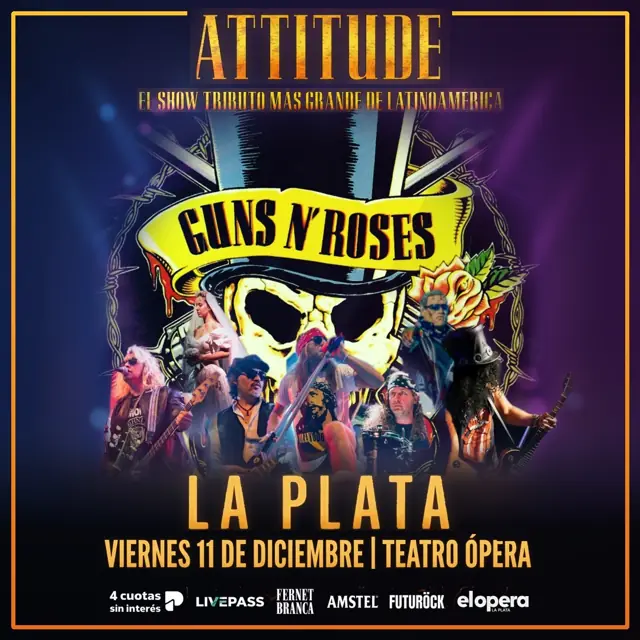 ATTITUDE
EL SHOW TRIBUTO MAS GRANDE DE LATINOAMERICA
GUNS N' ROSES
LA PLATA
VIERNES 11 DE DICIEMBRE | TEATRO ÓPERA
4 cuotas
sin interés
LIVEPASS
FERNET
BRANCA
AMSTEL
FUTURÖCK
elopera
LA PLATA